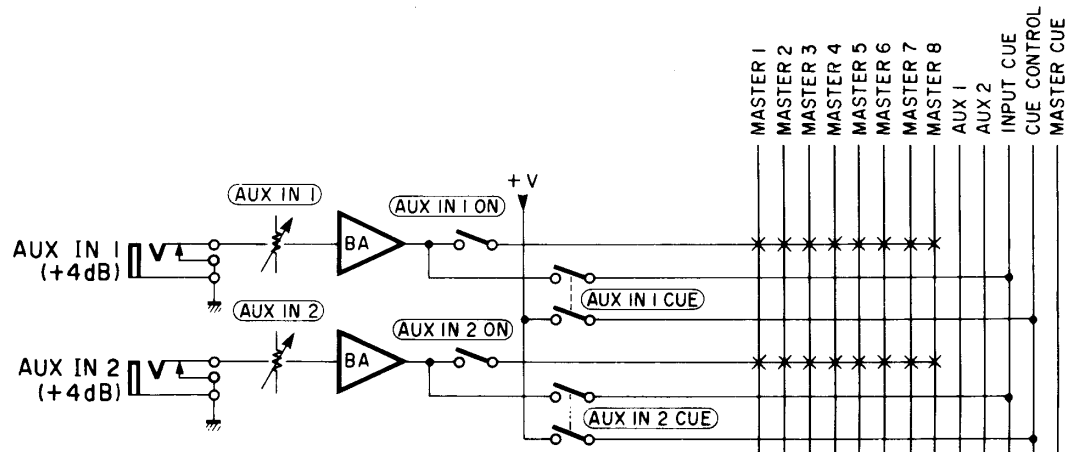 MASTER 1
MASTER 2
MASTER 3
MASTER 4
MASTER 5
MASTER 6
MASTER 7
MASTER 8
AUX 1
AUX 2
INPUT CUE
CUE CONTROL
MASTER CUE
+V
AUX IN 1
AUX IN 1 ON
AUX IN 1
(+4dB)
BA
AUX IN 1 CUE
AUX IN 2
AUX IN 2 ON
AUX IN 2
(+4dB)
BA
AUX IN 2 CUE